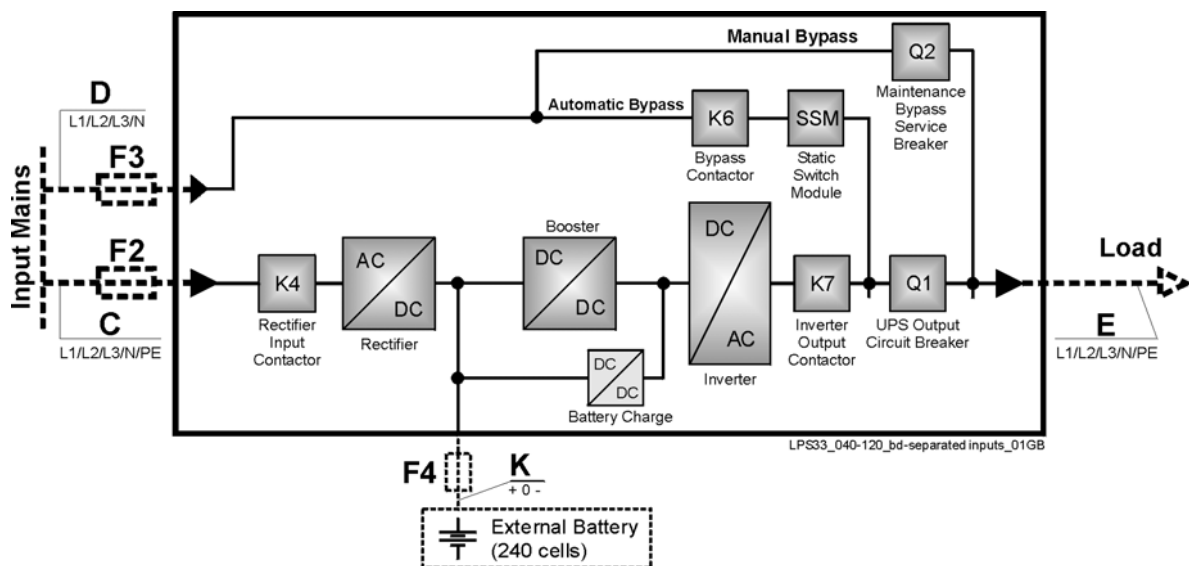 Manual Bypass
Q2
Maintenance
Bypass
Service
Breaker
D
L1/L2/L3/N
Automatic Bypass
K6
SSM
Bypass
Contactor
Static
Switch
Module
F3
Input Mains
F2
C
L1/L2/L3/N/PE
K4
Rectifier
Input
Contactor
AC
DC
Rectifier
Booster
DC
DC
DC
DC
Battery Charge
DC
AC
Inverter
K7
Inverter
Output
Contactor
Q1
UPS Output
Circuit Breaker
Load
E
L1/L2/L3/N/PE
LPS33_040-120_bd-separated inputs_01GB
F4
K
+ 0 -
External Battery
(240 cells)